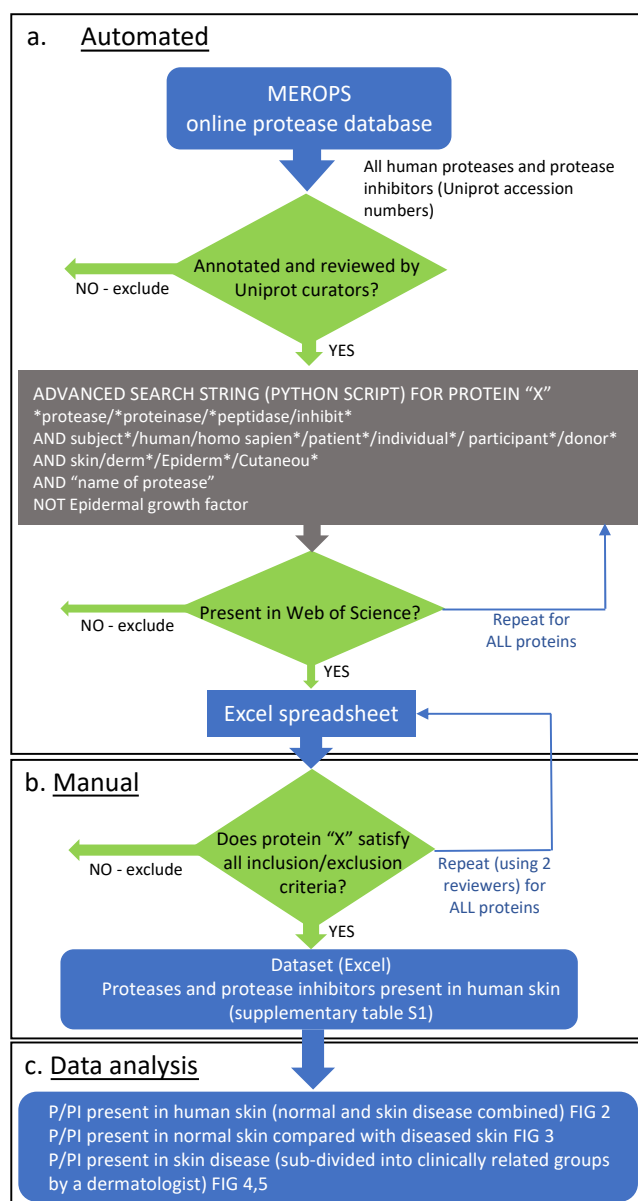 a. Automated
MEROPS
online protease database
All human proteases and protease
inhibitors (Uniprot accession
numbers)
Annotated and reviewed by
Uniprot curators?
NO - exclude
YES
ADVANCED SEARCH STRING (PYTHON SCRIPT) FOR PROTEIN “X”
*protease/*proteinase/*peptidase/inhibit*
AND subject*/human/homo sapien*/patient*/individual*/ participant*/donor*
AND skin/derm*/Epiderm*/Cutaneou*
AND “name of protease”
NOT Epidermal growth factor
Present in Web of Science?
NO - exclude
Repeat for
ALL proteins
YES
Excel spreadsheet
b. Manual
Does protein “X” satisfy
all inclusion/exclusion
criteria?
NO - exclude
Repeat (using 2
reviewers) for
ALL proteins
YES
Dataset (Excel)
Proteases and protease inhibitors present in human skin
(supplementary table S1)
c. Data analysis
P/PI present in human skin (normal and skin disease combined) FIG 2
P/PI present in normal skin compared with diseased skin FIG 3
P/PI present in skin disease (sub-divided into clinically related groups
by a dermatologist) FIG 4,5